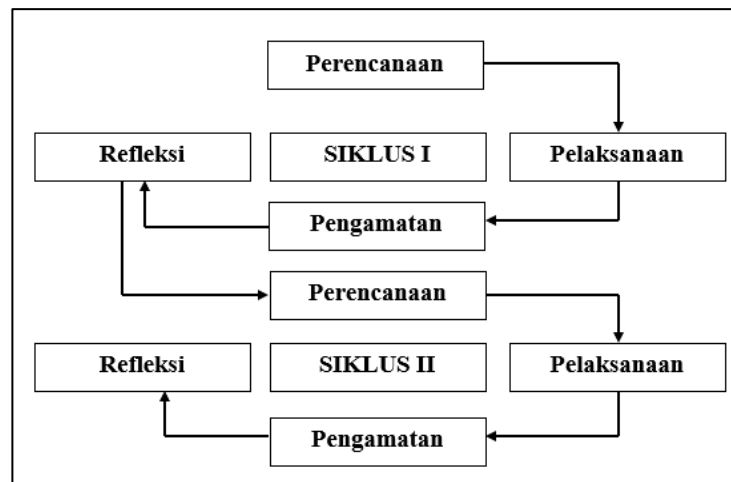 Perencanaan
Refleksi
SIKLUS I
Pelaksanaan
Pengamatan
Perencanaan
Refleksi
SIKLUS II
Pelaksanaan
Pengamatan